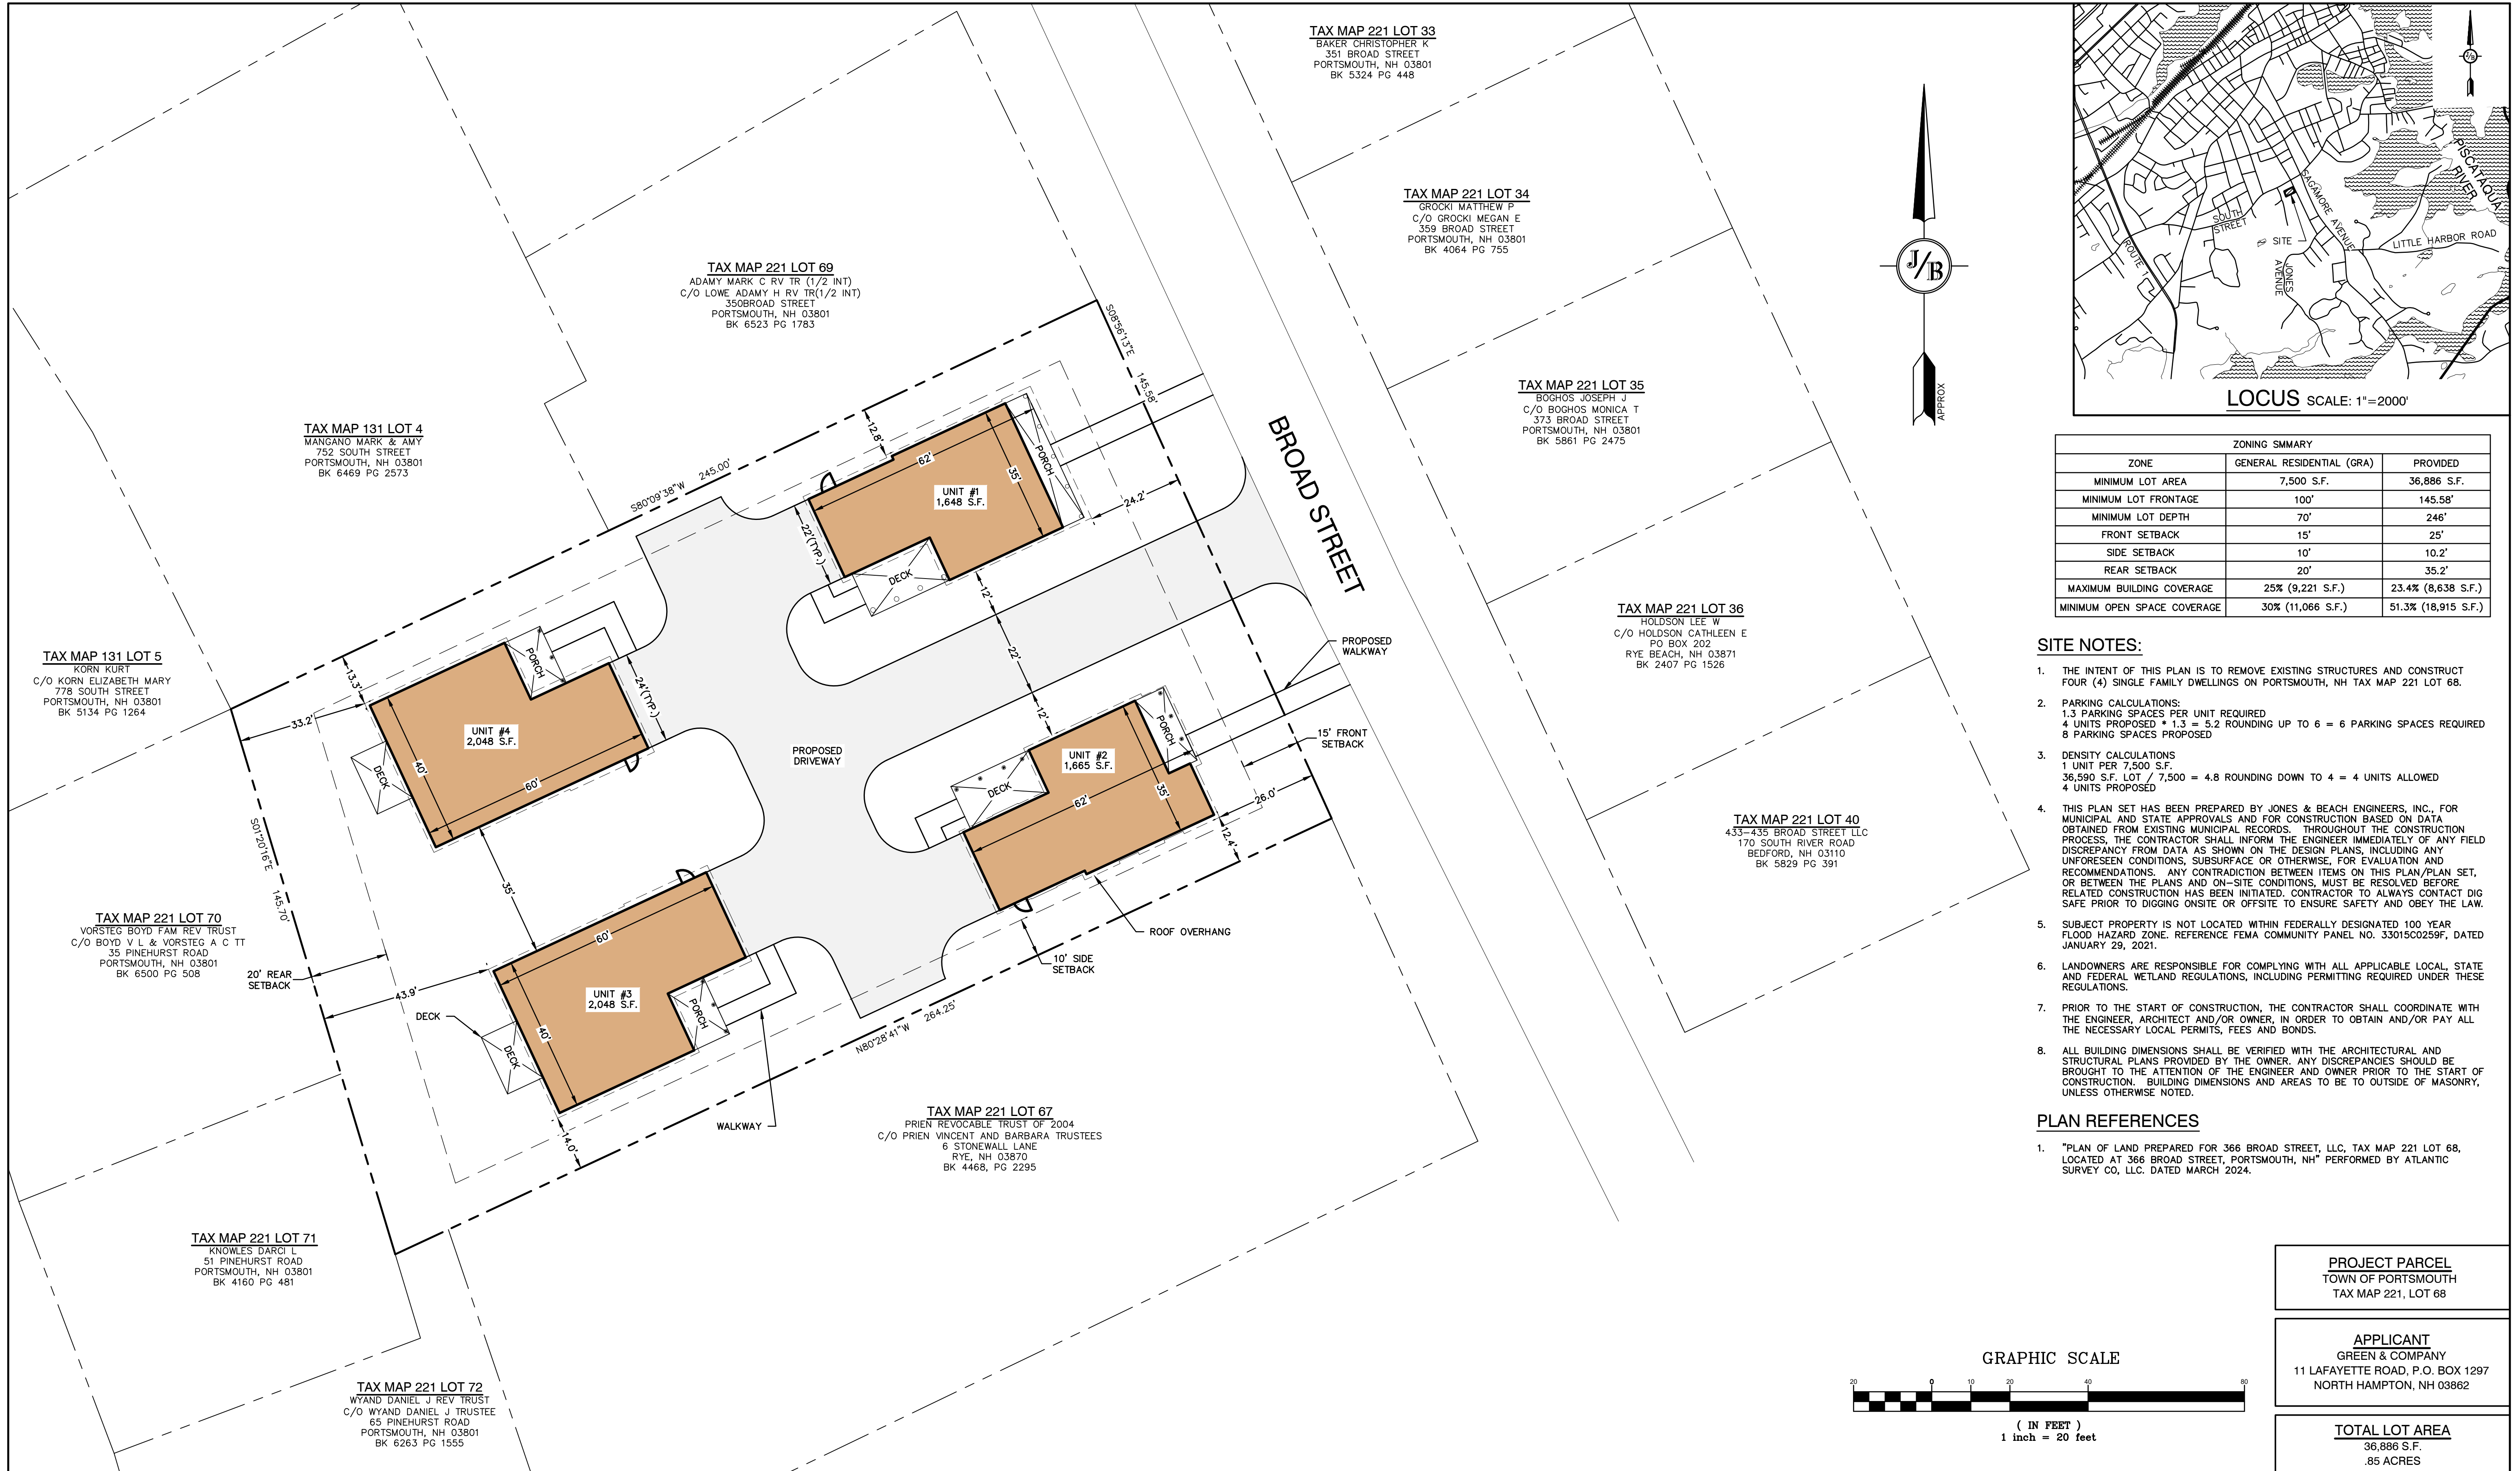 TAX MAP 221 LOT 33
BAKER CHRISTOPHER K
351 BROAD STREET
PORTSMOUTH, NH 03801
BK 5324 PG 448
TAX MAP 221 LOT 34
GROCKI MATTHEW P
C/O GROCKI MEGAN E
359 BROAD STREET
PORTSMOUTH, NH 03801
BK 4064 PG 755
TAX MAP 221 LOT 69
ADAMY MARK C RV TR (1/2 INT)
C/O LOWE ADAMY H RV TR(1/2 INT)
350BROAD STREET
PORTSMOUTH, NH 03801
BK 6523 PG 1783
TAX MAP 221 LOT 35
BOGHOS JOSEPH J
C/O BOGHOS MONICA T
373 BROAD STREET
PORTSMOUTH, NH 03801
BK 5861 PG 2475
TAX MAP 131 LOT 4
MANGANO MARK & AMY
752 SOUTH STREET
PORTSMOUTH, NH 03801
BK 6469 PG 2573
TAX MAP 221 LOT 36
HOLDSON LEE W
C/O HOLDSON CATHLEEN E
PO BOX 202
RYE BEACH, NH 03871
BK 2407 PG 1526
TAX MAP 131 LOT 5
KORN KURT
C/O KORN ELIZABETH MARY
778 SOUTH STREET
PORTSMOUTH, NH 03801
BK 5134 PG 1264
TAX MAP 221 LOT 40
433-435 BROAD STREET LLC
170 SOUTH RIVER ROAD
BEDFORD, NH 03110
BK 5829 PG 391
TAX MAP 221 LOT 70
VORSTEG BOYD FAM REV TRUST
C/O BOYD V L & VORSTEG A C TT
35 PINEHURST ROAD
PORTSMOUTH, NH 03801
BK 6500 PG 508
TAX MAP 221 LOT 67
PRIEN REVOCABLE TRUST OF 2004
C/O PRIEN VINCENT AND BARBARA TRUSTEES
6 STONEWALL LANE
RYE, NH 03870
BK 4468, PG 2295
TAX MAP 221 LOT 71
KNOWLES DARCI L
51 PINEHURST ROAD
PORTSMOUTH, NH 03801
BK 4160 PG 481
TAX MAP 221 LOT 72
WYAND DANIEL J REV TRUST
C/O WYAND DANIEL J TRUSTEE
65 PINEHURST ROAD
PORTSMOUTH, NH 03801
BK 6263 PG 1555
S08°56'13"E 145.58'
S80°09'38"W 245.00'
S01°20'16"E 145.70'
N80°28'41"W 264.25'
BROAD STREET
12.8'
62'
35'
PORCH
UNIT #1
1,648 S.F.
24.2'
22'(TYP.)
DECK
12'
22'
12'
PROPOSED
WALKWAY
13.3'
33.2'
PORCH
24'(TYP.)
UNIT #4
2,048 S.F.
40'
60'
DECK
PROPOSED
DRIVEWAY
UNIT #2
1,665 S.F.
PORCH
DECK
62'
35'
15' FRONT
SETBACK
26.0'
12.4'
35'
ROOF OVERHANG
10' SIDE
SETBACK
20' REAR
SETBACK
43.9'
DECK
60'
UNIT #3
2,048 S.F.
40'
PORCH
DECK
14.0'
WALKWAY
J/B
APPROX
J/B
PISCATAQUA
RIVER
SAGAMORE AVENUE
SOUTH
STREET
SITE
LITTLE HARBOR ROAD
ROUTE 1
JONES
AVENUE
LOCUS SCALE: 1"=2000'
ZONING SMMARY
ZONE GENERAL RESIDENTIAL (GRA) PROVIDED
MINIMUM LOT AREA 7,500 S.F. 36,886 S.F.
MINIMUM LOT FRONTAGE 100' 145.58'
MINIMUM LOT DEPTH 70' 246'
FRONT SETBACK 15' 25'
SIDE SETBACK 10' 10.2'
REAR SETBACK 20' 35.2'
MAXIMUM BUILDING COVERAGE 25% (9,221 S.F.) 23.4% (8,638 S.F.)
MINIMUM OPEN SPACE COVERAGE 30% (11,066 S.F.) 51.3% (18,915 S.F.)
SITE NOTES:
1. THE INTENT OF THIS PLAN IS TO REMOVE EXISTING STRUCTURES AND CONSTRUCT
FOUR (4) SINGLE FAMILY DWELLINGS ON PORTSMOUTH, NH TAX MAP 221 LOT 68.
2. PARKING CALCULATIONS:
1.3 PARKING SPACES PER UNIT REQUIRED
4 UNITS PROPOSED * 1.3 = 5.2 ROUNDING UP TO 6 = 6 PARKING SPACES REQUIRED
8 PARKING SPACES PROPOSED
3. DENSITY CALCULATIONS
1 UNIT PER 7,500 S.F.
36,590 S.F. LOT / 7,500 = 4.8 ROUNDING DOWN TO 4 = 4 UNITS ALLOWED
4 UNITS PROPOSED
4. THIS PLAN SET HAS BEEN PREPARED BY JONES & BEACH ENGINEERS, INC., FOR
MUNICIPAL AND STATE APPROVALS AND FOR CONSTRUCTION BASED ON DATA
OBTAINED FROM EXISTING MUNICIPAL RECORDS. THROUGHOUT THE CONSTRUCTION
PROCESS, THE CONTRACTOR SHALL INFORM THE ENGINEER IMMEDIATELY OF ANY FIELD
DISCREPANCY FROM DATA AS SHOWN ON THE DESIGN PLANS, INCLUDING ANY
UNFORESEEN CONDITIONS, SUBSURFACE OR OTHERWISE, FOR EVALUATION AND
RECOMMENDATIONS. ANY CONTRADICTION BETWEEN ITEMS ON THIS PLAN/PLAN SET,
OR BETWEEN THE PLANS AND ON-SITE CONDITIONS, MUST BE RESOLVED BEFORE
RELATED CONSTRUCTION HAS BEEN INITIATED. CONTRACTOR TO ALWAYS CONTACT DIG
SAFE PRIOR TO DIGGING ONSITE OR OFFSITE TO ENSURE SAFETY AND OBEY THE LAW.
5. SUBJECT PROPERTY IS NOT LOCATED WITHIN FEDERALLY DESIGNATED 100 YEAR
FLOOD HAZARD ZONE. REFERENCE FEMA COMMUNITY PANEL NO. 33015C0259F, DATED
JANUARY 29, 2021.
6. LANDOWNERS ARE RESPONSIBLE FOR COMPLYING WITH ALL APPLICABLE LOCAL, STATE
AND FEDERAL WETLAND REGULATIONS, INCLUDING PERMITTING REQUIRED UNDER THESE
REGULATIONS.
7. PRIOR TO THE START OF CONSTRUCTION, THE CONTRACTOR SHALL COORDINATE WITH
THE ENGINEER, ARCHITECT AND/OR OWNER, IN ORDER TO OBTAIN AND/OR PAY ALL
THE NECESSARY LOCAL PERMITS, FEES AND BONDS.
8. ALL BUILDING DIMENSIONS SHALL BE VERIFIED WITH THE ARCHITECTURAL AND
STRUCTURAL PLANS PROVIDED BY THE OWNER. ANY DISCREPANCIES SHOULD BE
BROUGHT TO THE ATTENTION OF THE ENGINEER AND OWNER PRIOR TO THE START OF
CONSTRUCTION. BUILDING DIMENSIONS AND AREAS TO BE TO OUTSIDE OF MASONRY,
UNLESS OTHERWISE NOTED.
PLAN REFERENCES
1. "PLAN OF LAND PREPARED FOR 366 BROAD STREET, LLC, TAX MAP 221 LOT 68,
LOCATED AT 366 BROAD STREET, PORTSMOUTH, NH" PERFORMED BY ATLANTIC
SURVEY CO, LLC. DATED MARCH 2024.
PROJECT PARCEL
TOWN OF PORTSMOUTH
TAX MAP 221, LOT 68
APPLICANT
GREEN & COMPANY
11 LAFAYETTE ROAD, P.O. BOX 1297
NORTH HAMPTON, NH 03862
TOTAL LOT AREA
36,886 S.F.
.85 ACRES
GRAPHIC SCALE
20 0 10 20 40 80
( IN FEET )
1 inch = 20 feet